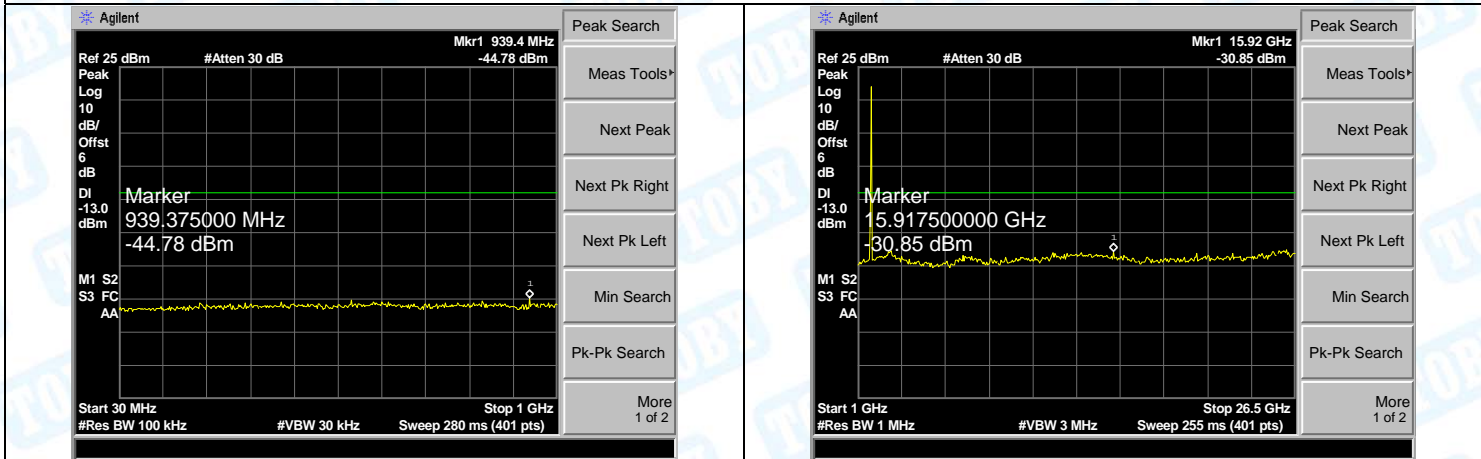 Agilent
Peak Search
Mkr1 939.4 MHz
Ref 25 dBm #Atten 30 dB -44.78 dBm
Peak
Log
10
dB/
Offst
6
dB
DI
-13.0
dBm
Marker
939.375000 MHz
-44.78 dBm
M1 S2
S3 FC
AA
1
Start 30 MHz Stop 1 GHz
#Res BW 100 kHz #VBW 30 kHz Sweep 280 ms (401 pts)
Meas Tools
Next Peak
Next Pk Right
Next Pk Left
Min Search
Pk-Pk Search
More
1 of 2
Agilent
Peak Search
Mkr1 15.92 GHz
Ref 25 dBm #Atten 30 dB -30.85 dBm
Peak
Log
10
dB/
Offst
6
dB
DI
-13.0
dBm
Marker
15.917500000 GHz
-30.85 dBm
M1 S2
S3 FC
AA
1
Start 1 GHz Stop 26.5 GHz
#Res BW 1 MHz #VBW 3 MHz Sweep 255 ms (401 pts)
Meas Tools
Next Peak
Next Pk Right
Next Pk Left
Min Search
Pk-Pk Search
More
1 of 2
TOBY